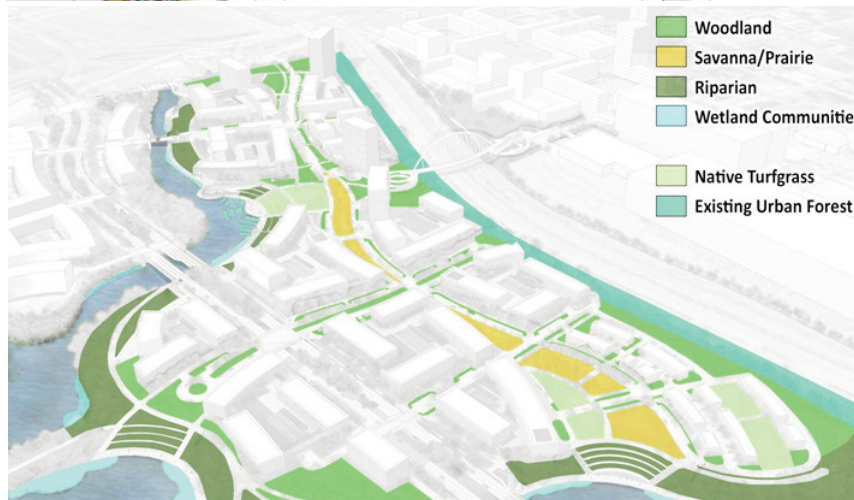 Woodland
Savanna/Prairie
Riparian
Wetland Communitie
Native Turfgrass
Existing Urban Forest